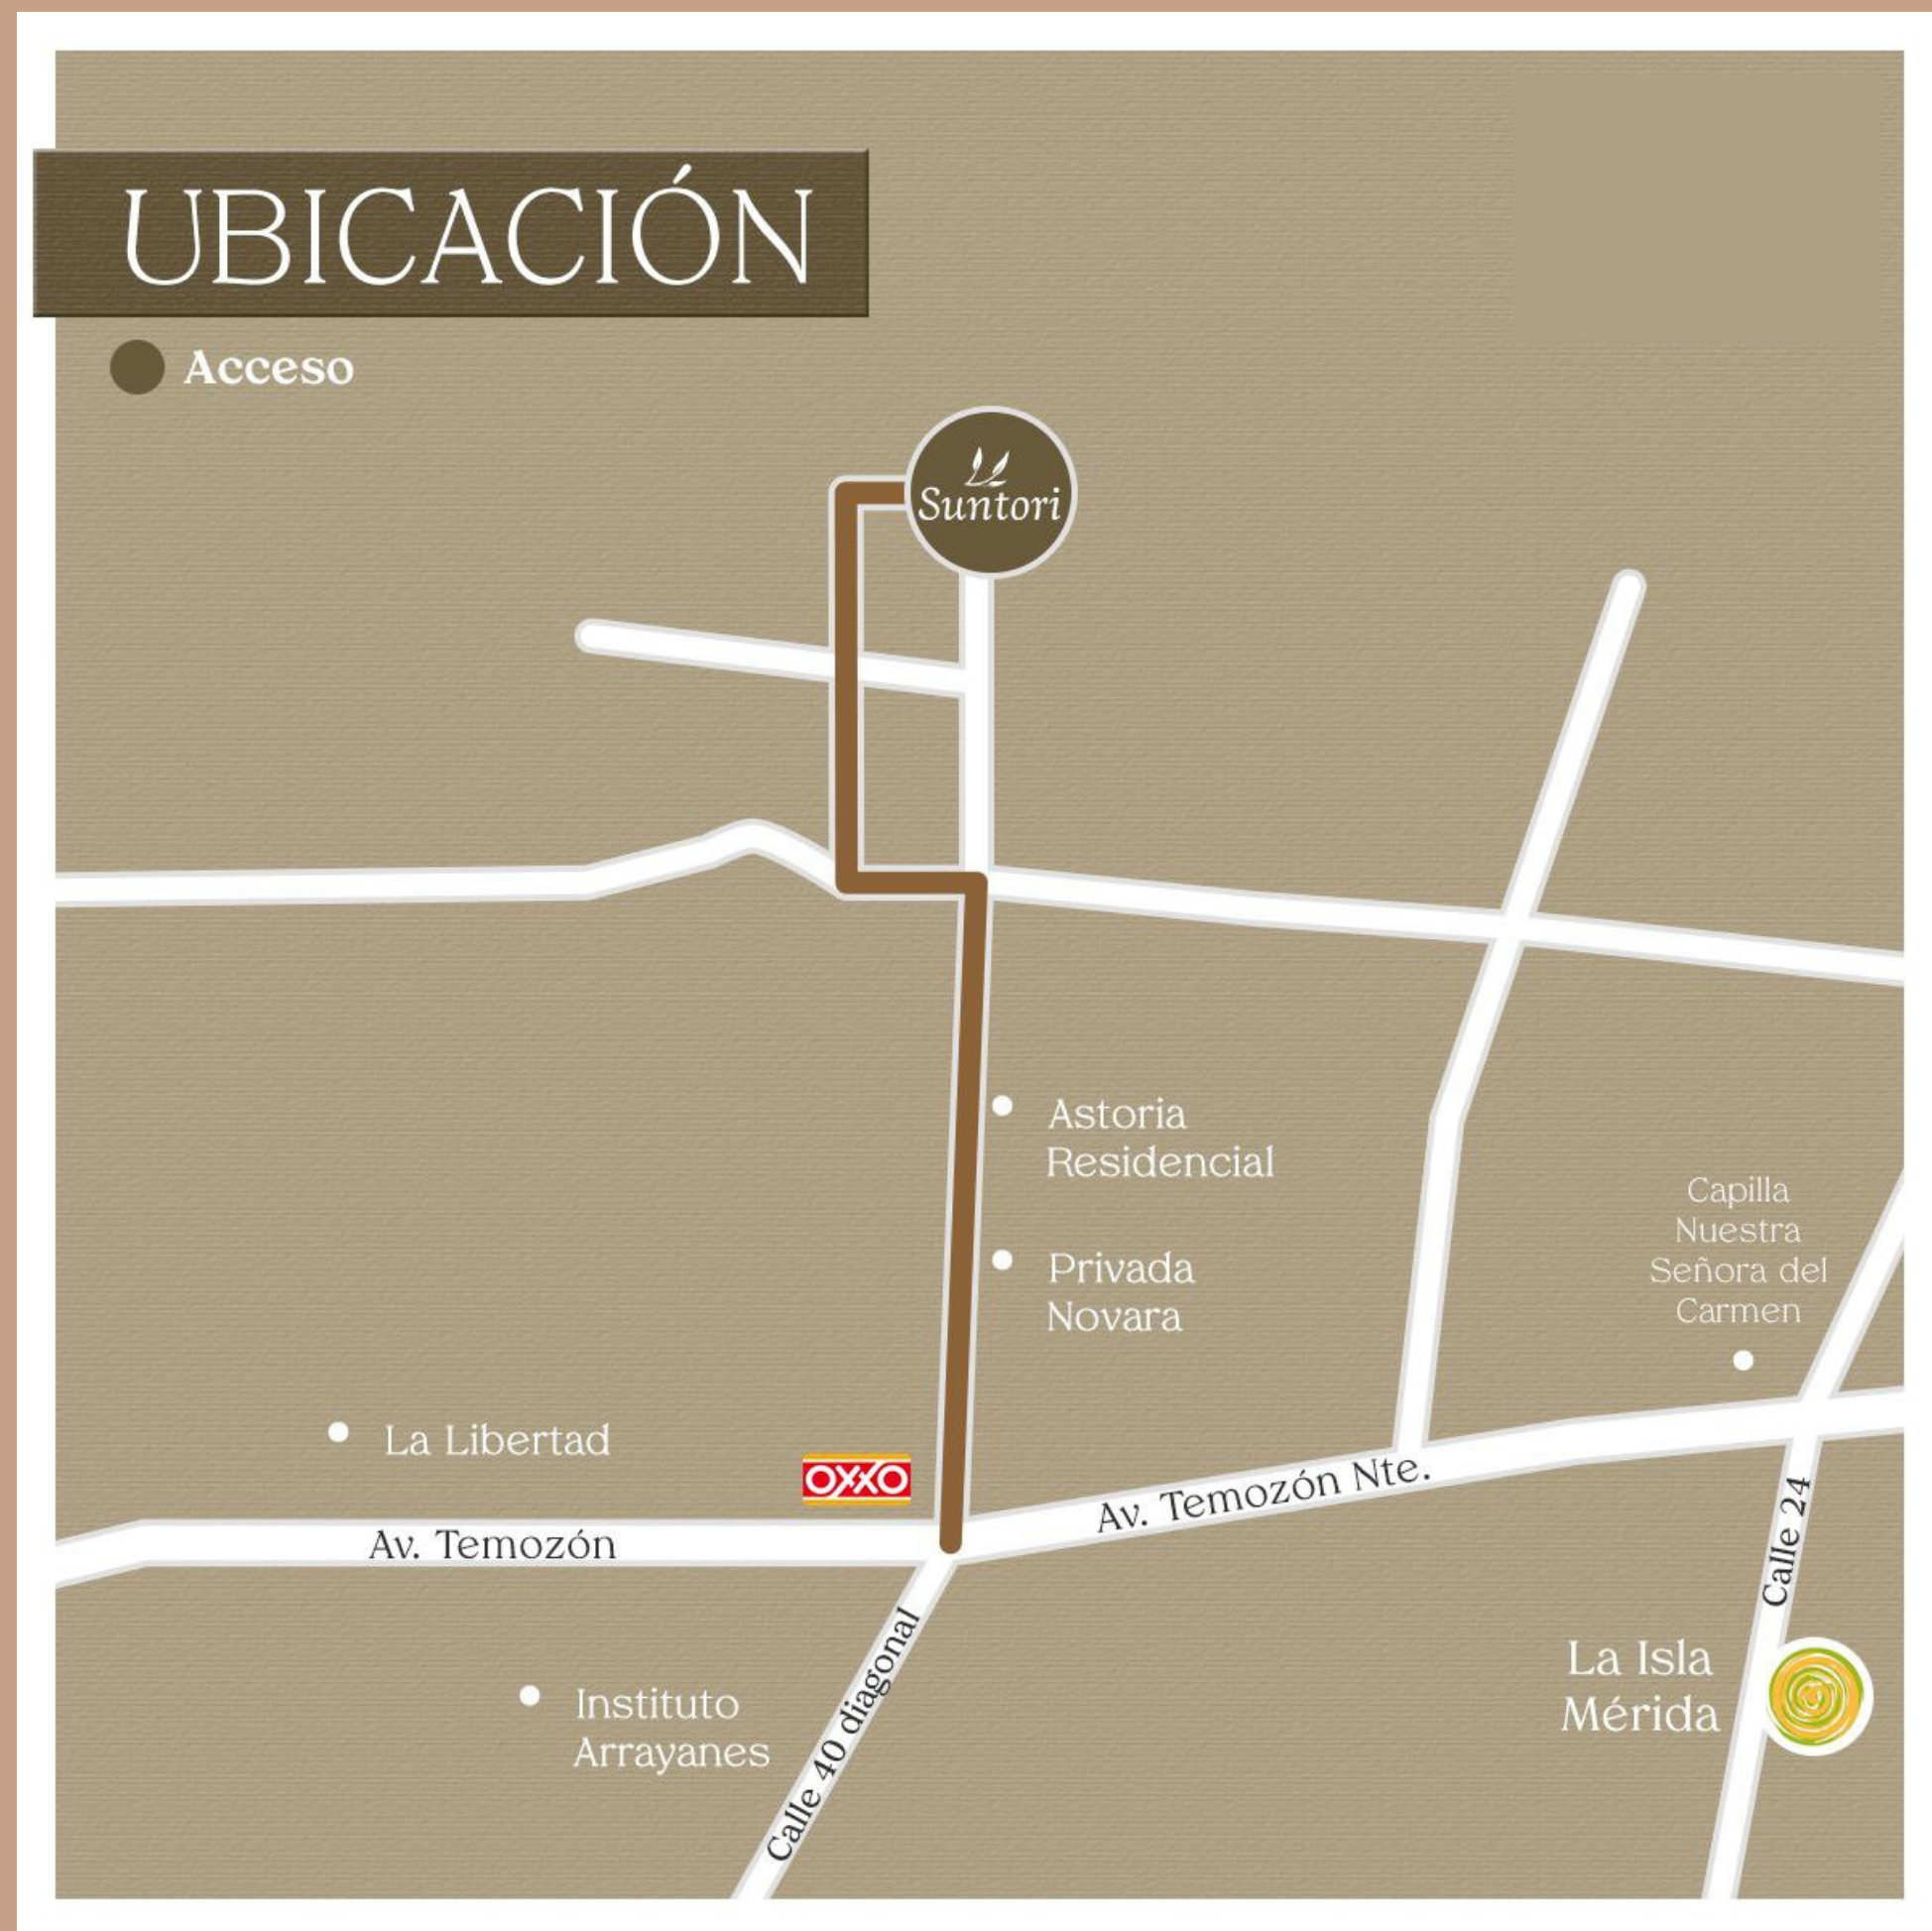 UBICACIÓN
Acceso
Suntori
Astoria
Residencial
Capilla
Nuestra
Señora del
Carmen
Privada
Novara
La Libertad
OXXO
Av. Temozón Nte.
Av. Temozón
Calle 24
Calle 40 diagonal
La Isla
Mérida
Instituto
Arrayanes